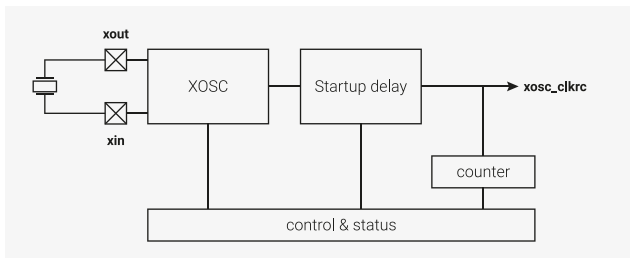 xout
XOSC
Startup delay
xosc_clkrc
xin
counter
control & status